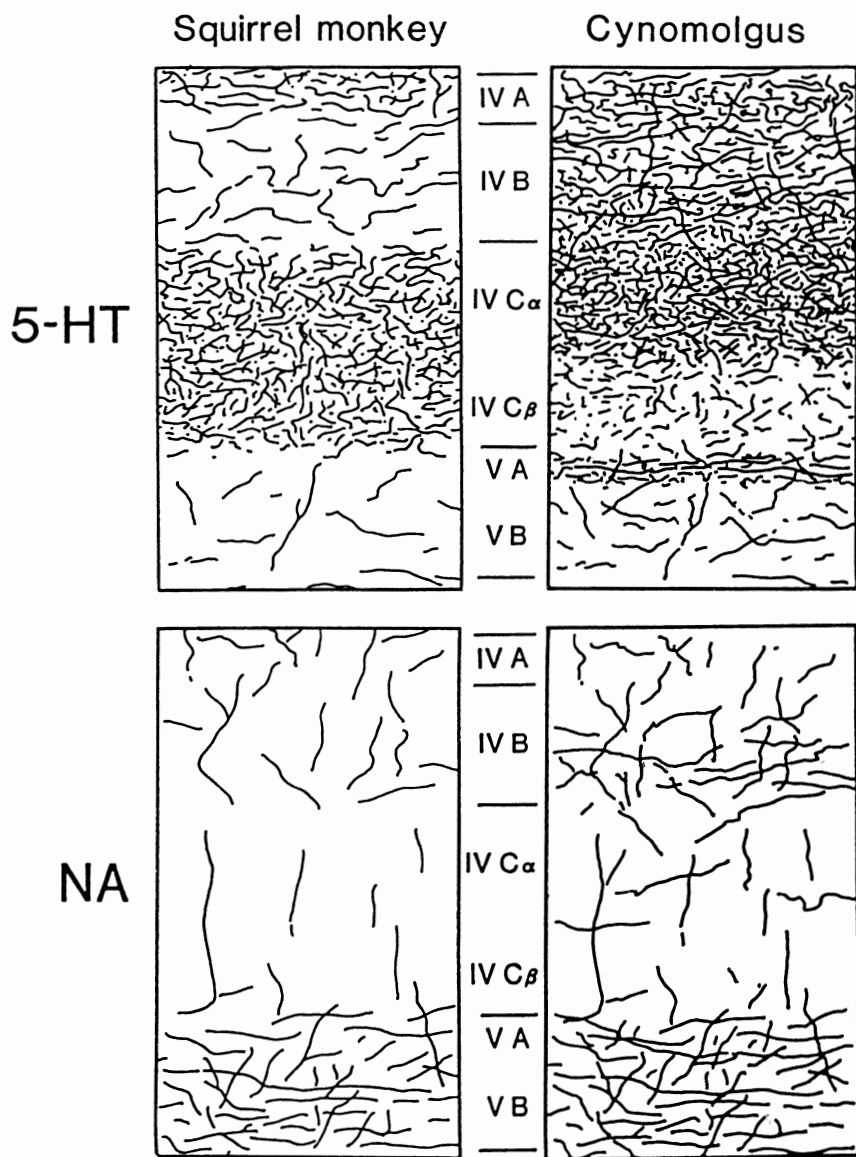 Squirrel monkey
Cynomolgus
5-HT
IV A
IV B
IV Cα
IV Cβ
V A
V B
NA
IV A
IV B
IV Cα
IV Cβ
V A
V B